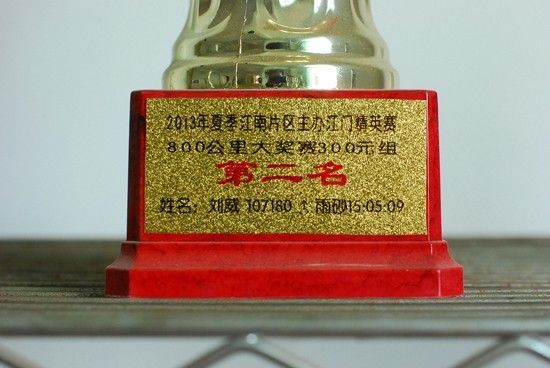 2013年夏季江南片区主办江门精英赛
800公里大奖赛300元组
第二名
姓名：刘威 107180 ♀ 雨砂15:05:09